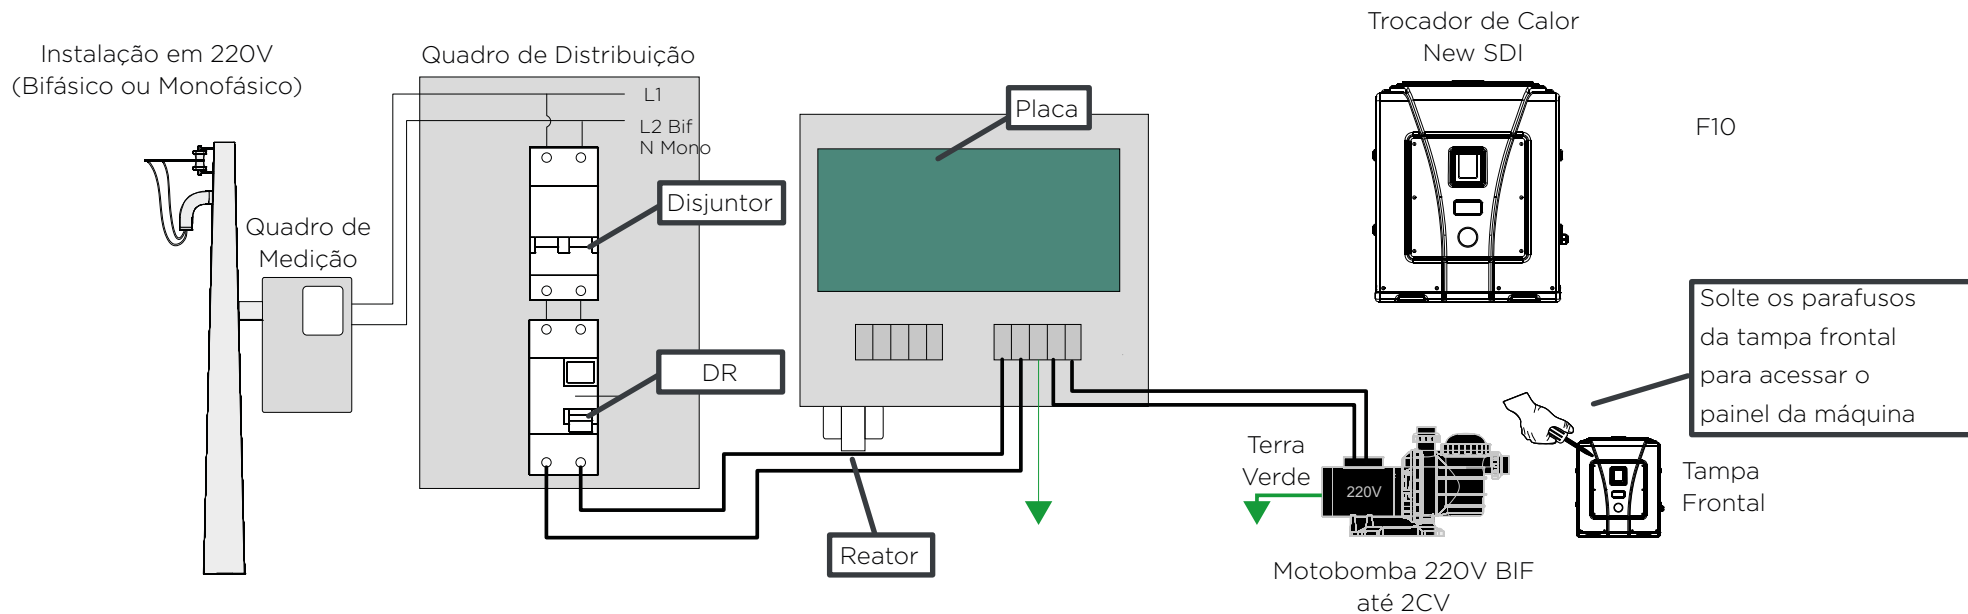 Instalação em 220V
(Bifásico ou Monofásico)
Quadro de Distribuição
Trocador de Calor
New SDI
L1
L2 Bif
N Mono
Placa
F10
Disjuntor
Quadro de
Medição
Solte os parafusos
da tampa frontal
para acessar o
painel da máquina
DR
Terra
Verde
220V
Tampa
Frontal
Reator
Motobomba 220V BIF
até 2CV